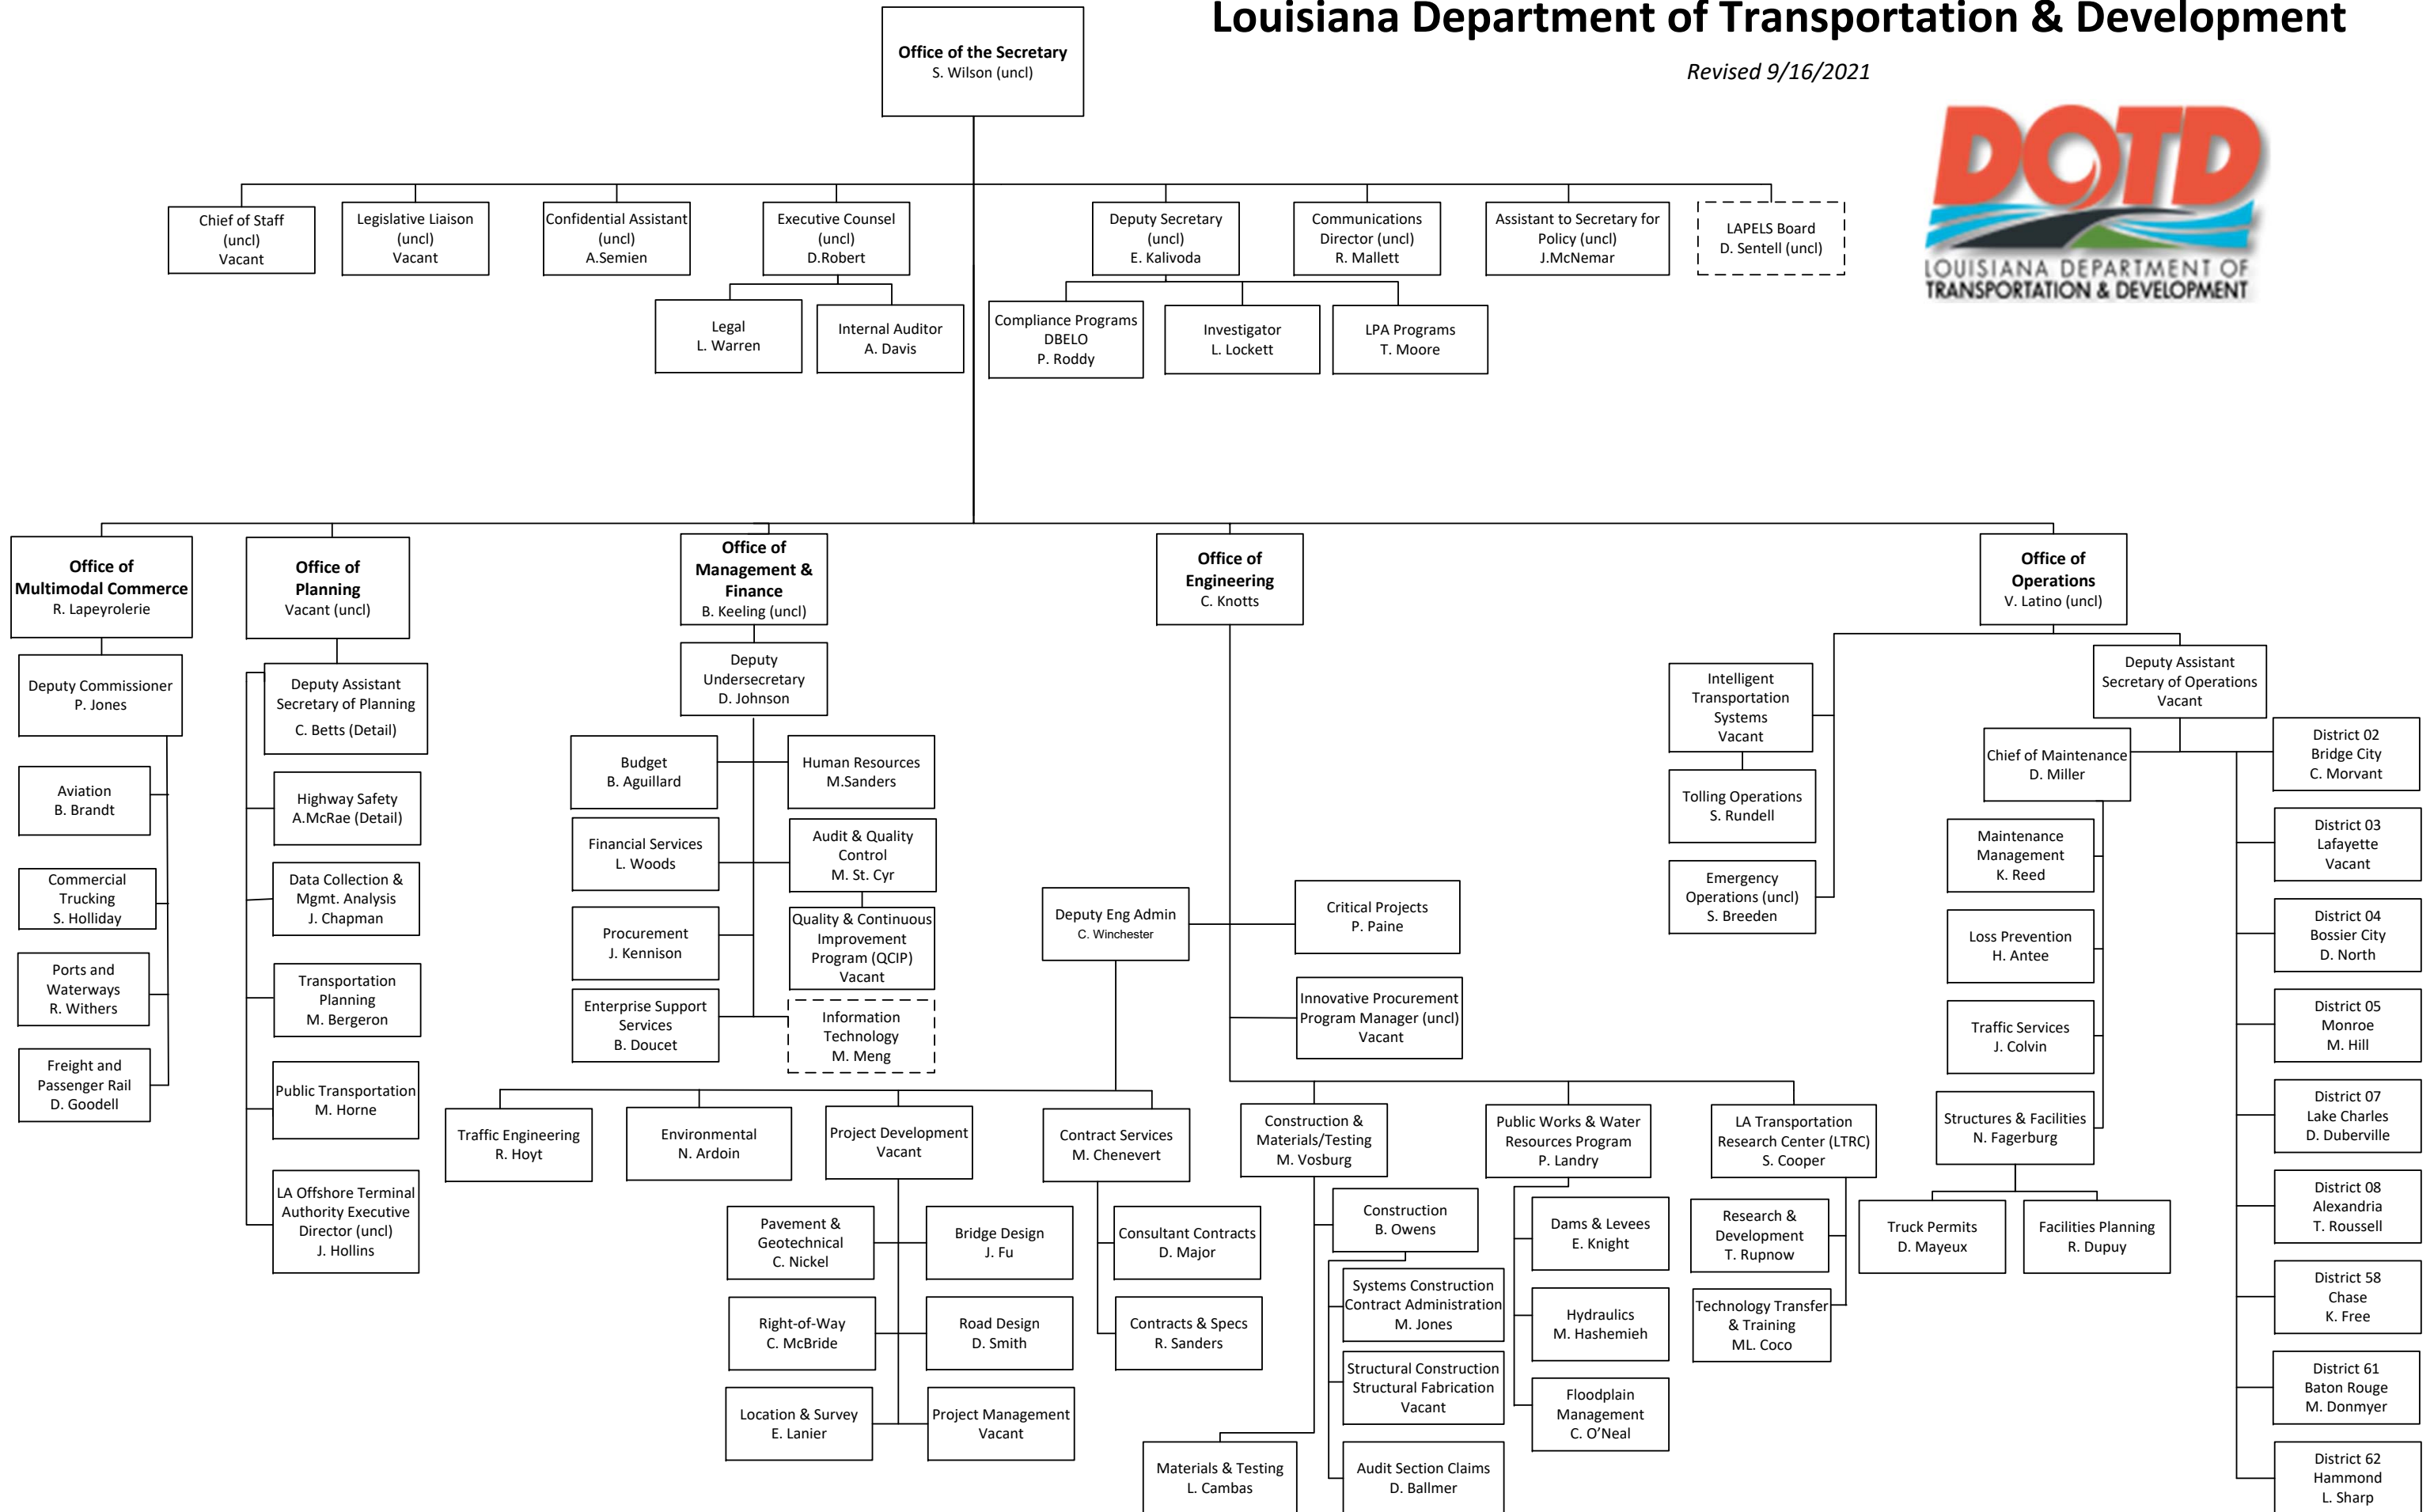 Louisiana Department of Transportation & Development
Revised 9/16/2021
DOTD
LOUISIANA DEPARTMENT OF
TRANSPORTATION & DEVELOPMENT
Office of the Secretary
S. Wilson (uncl)
Chief of Staff
(uncl)
Vacant
Legislative Liaison
(uncl)
Vacant
Confidential Assistant
(uncl)
A.Semien
Executive Counsel
(uncl)
D.Robert
Deputy Secretary
(uncl)
E. Kalivoda
Communications
Director (uncl)
R. Mallett
Assistant to Secretary for
Policy (uncl)
J.McNemar
LAPELS Board
D. Sentell (uncl)
Legal
L. Warren
Internal Auditor
A. Davis
Compliance Programs
DBELO
P. Roddy
Investigator
L. Lockett
LPA Programs
T. Moore
Office of
Multimodal Commerce
R. Lapeyrolerie
Deputy Commissioner
P. Jones
Aviation
B. Brandt
Commercial
Trucking
S. Holliday
Ports and
Waterways
R. Withers
Freight and
Passenger Rail
D. Goodell
Office of
Planning
Vacant (uncl)
Deputy Assistant
Secretary of Planning
C. Betts (Detail)
Highway Safety
A.McRae (Detail)
Data Collection &
Mgmt. Analysis
J. Chapman
Transportation
Planning
M. Bergeron
Public Transportation
M. Horne
LA Offshore Terminal
Authority Executive
Director (uncl)
J. Hollins
Office of
Management &
Finance
B. Keeling (uncl)
Deputy
Undersecretary
D. Johnson
Budget
B. Aguillard
Human Resources
M.Sanders
Financial Services
L. Woods
Audit & Quality
Control
M. St. Cyr
Procurement
J. Kennison
Quality & Continuous
Improvement
Program (QCIP)
Vacant
Enterprise Support
Services
B. Doucet
Information
Technology
M. Meng
Office of
Engineering
C. Knotts
Deputy Eng Admin
C. Winchester
Critical Projects
P. Paine
Innovative Procurement
Program Manager (uncl)
Vacant
Traffic Engineering
R. Hoyt
Environmental
N. Ardoin
Project Development
Vacant
Contract Services
M. Chenevert
Pavement &
Geotechnical
C. Nickel
Bridge Design
J. Fu
Right-of-Way
C. McBride
Road Design
D. Smith
Location & Survey
E. Lanier
Project Management
Vacant
Consultant Contracts
D. Major
Contracts & Specs
R. Sanders
Construction &
Materials/Testing
M. Vosburg
Construction
B. Owens
Systems Construction
Contract Administration
M. Jones
Structural Construction
Structural Fabrication
Vacant
Audit Section Claims
D. Ballmer
Materials & Testing
L. Cambas
Public Works & Water
Resources Program
P. Landry
Dams & Levees
E. Knight
Hydraulics
M. Hashemieh
Floodplain
Management
C. O’Neal
LA Transportation
Research Center (LTRC)
S. Cooper
Research &
Development
T. Rupnow
Technology Transfer
& Training
ML. Coco
Office of
Operations
V. Latino (uncl)
Intelligent
Transportation
Systems
Vacant
Tolling Operations
S. Rundell
Emergency
Operations (uncl)
S. Breeden
Deputy Assistant
Secretary of Operations
Vacant
Chief of Maintenance
D. Miller
Maintenance
Management
K. Reed
Loss Prevention
H. Antee
Traffic Services
J. Colvin
Structures & Facilities
N. Fagerburg
Truck Permits
D. Mayeux
Facilities Planning
R. Dupuy
District 02
Bridge City
C. Morvant
District 03
Lafayette
Vacant
District 04
Bossier City
D. North
District 05
Monroe
M. Hill
District 07
Lake Charles
D. Duberville
District 08
Alexandria
T. Roussell
District 58
Chase
K. Free
District 61
Baton Rouge
M. Donmyer
District 62
Hammond
L. Sharp